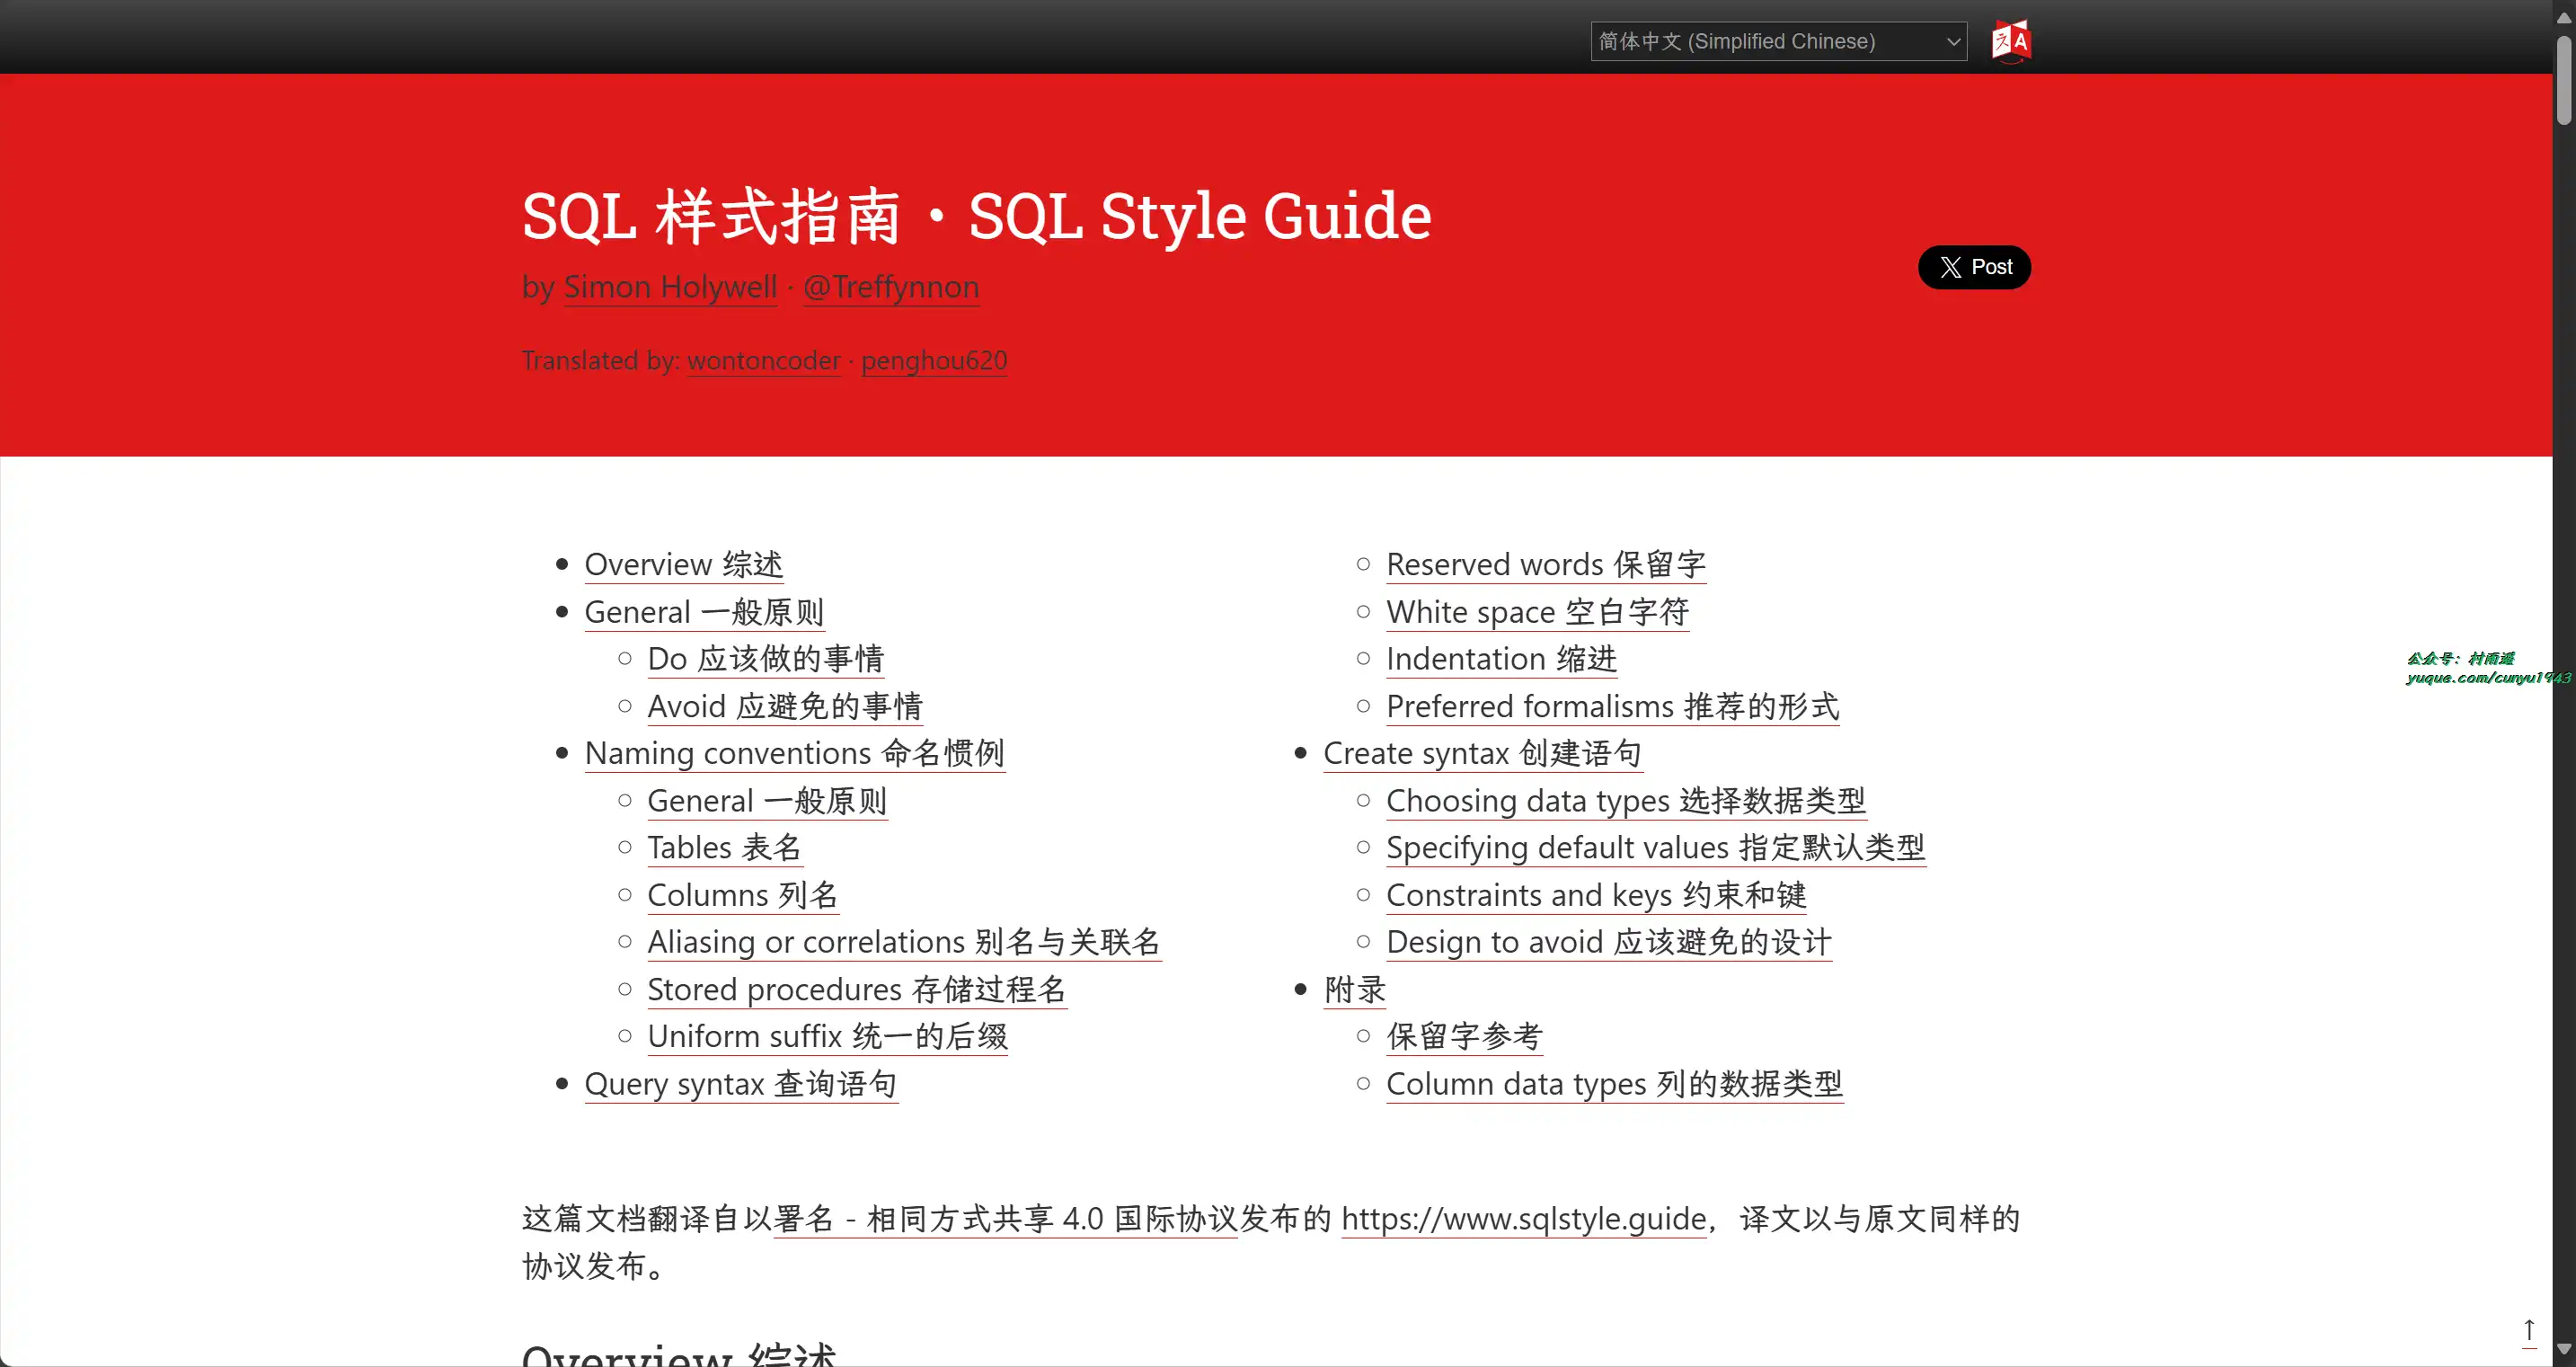 简体中文 (Simplified Chinese)
SQL 样式指南 · SQL Style Guide
by Simon Holywell · @Treffynnon
Post
Translated by: wontoncoder · penghou620
Overview 综述
General 一般原则
Do 应该做的事情
Avoid 应避免的事情
Naming conventions 命名惯例
General 一般原则
Tables 表名
Columns 列名
Aliasing or correlations 别名与关联名
Stored procedures 存储过程名
Uniform suffix 统一的后缀
Query syntax 查询语句
Reserved words 保留字
White space 空白字符
Indentation 缩进
Preferred formalisms 推荐的形式
Create syntax 创建语句
Choosing data types 选择数据类型
Specifying default values 指定默认类型
Constraints and keys 约束和键
Design to avoid 应该避免的设计
附录
保留字参考
Column data types 列的数据类型
公众号：村雨遥
yuque.com/cunyu1943
这篇文档翻译自以署名 - 相同方式共享 4.0 国际协议发布的 https://www.sqlstyle.guide，译文以与原文同样的
协议发布。
↑
Overview 综述